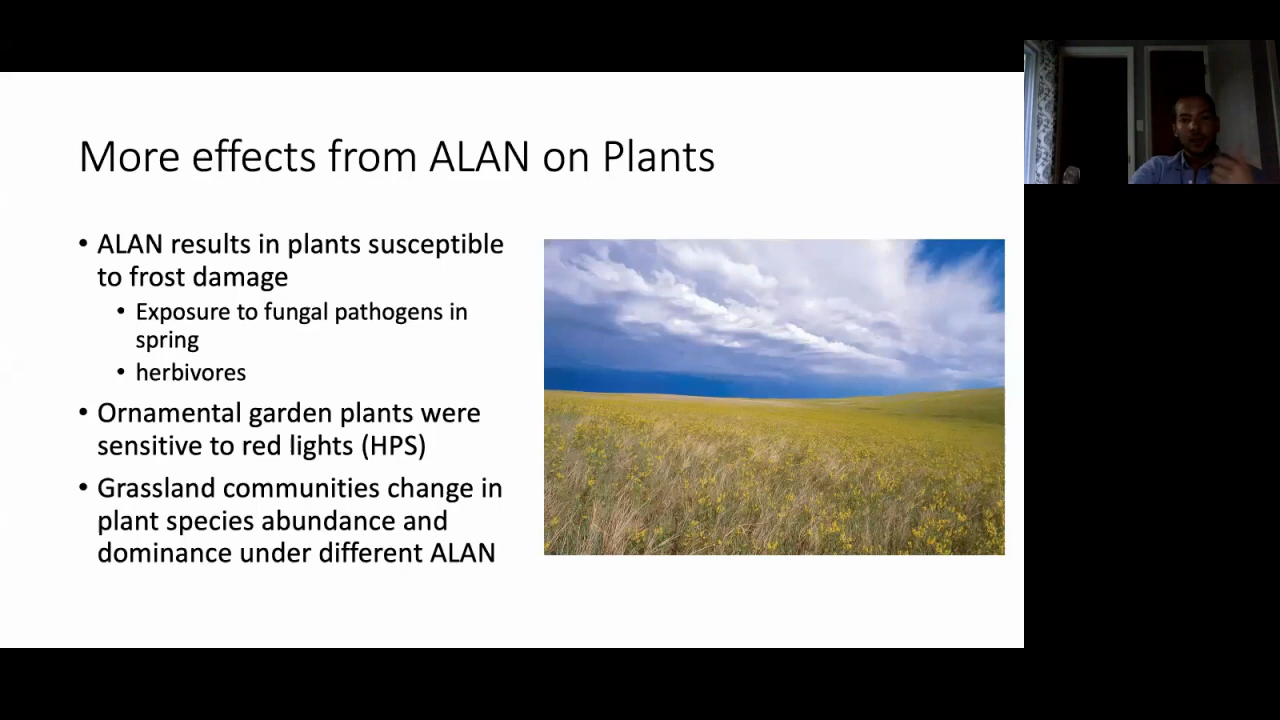 More effects from ALAN on Plants
• ALAN results in plants susceptible
to frost damage
• Exposure to fungal pathogens in
spring
• herbivores
• Ornamental garden plants were
sensitive to red lights (HPS)
• Grassland communities change in
plant species abundance and
dominance under different ALAN